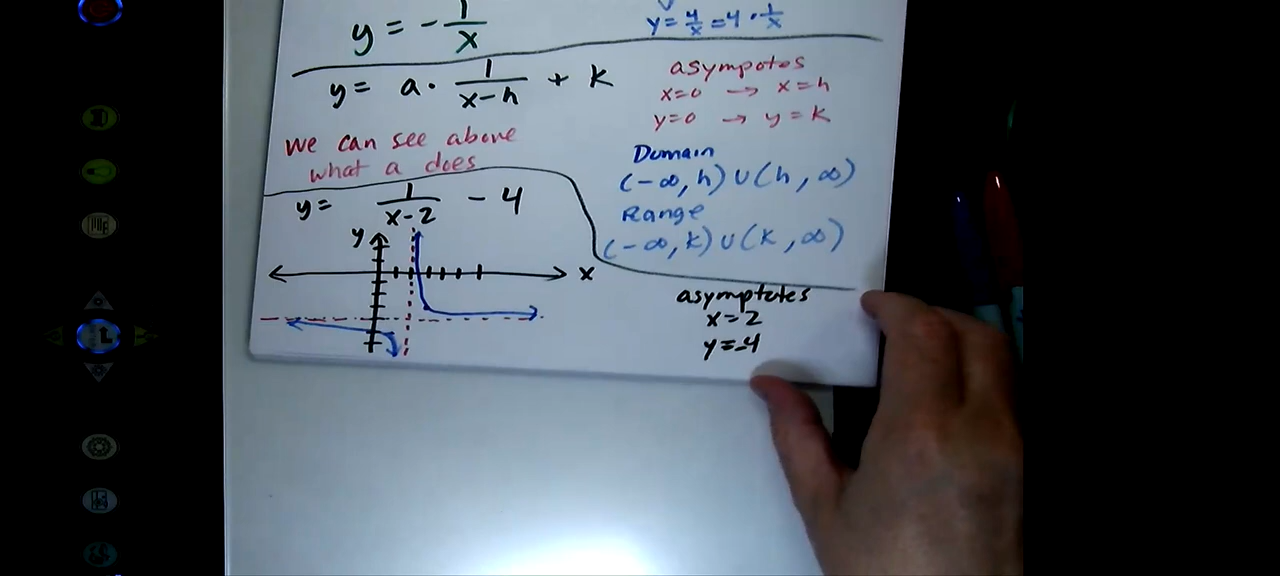 y = - 1/x
y = 4/x = 4 · 1/x
y = a · 1/(x-h) + k
we can see above
what a does
asympotes
x=0 → x=h
y=0 → y=k
Domain
(-∞, h) ∪ (h, ∞)
Range
(-∞, k) ∪ (k, ∞)
y = 1/(x-2) - 4
y
x
asymptotes
x=2
y=-4